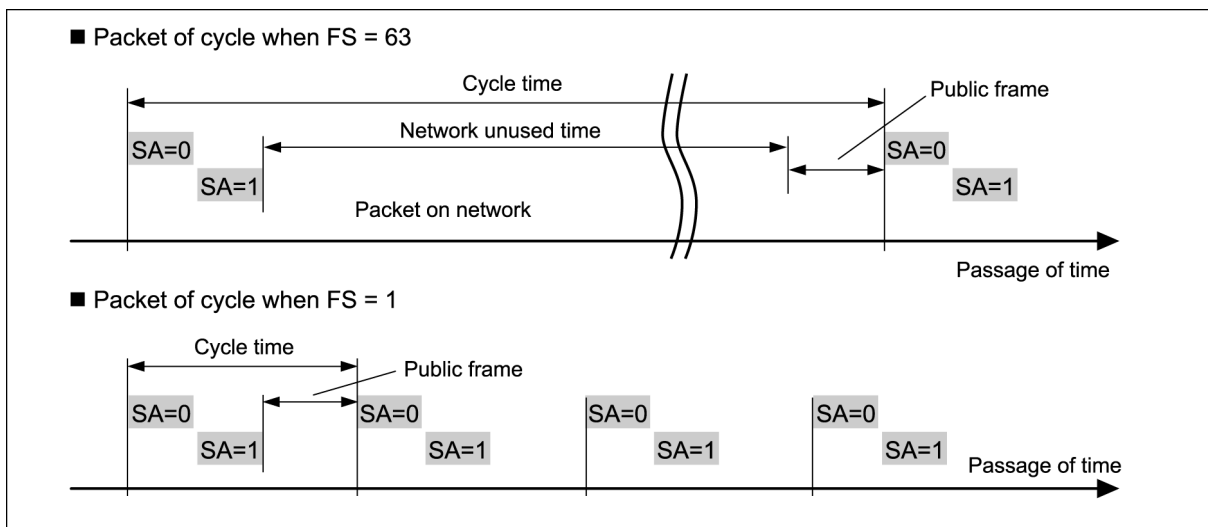 ■ Packet of cycle when FS = 63
Cycle time
Public frame
Network unused time
SA=0
SA=0
SA=1
SA=1
Packet on network
Passage of time
■ Packet of cycle when FS = 1
Cycle time
Public frame
SA=0
SA=0
SA=0
SA=0
SA=1
SA=1
SA=1
SA=1
Passage of time